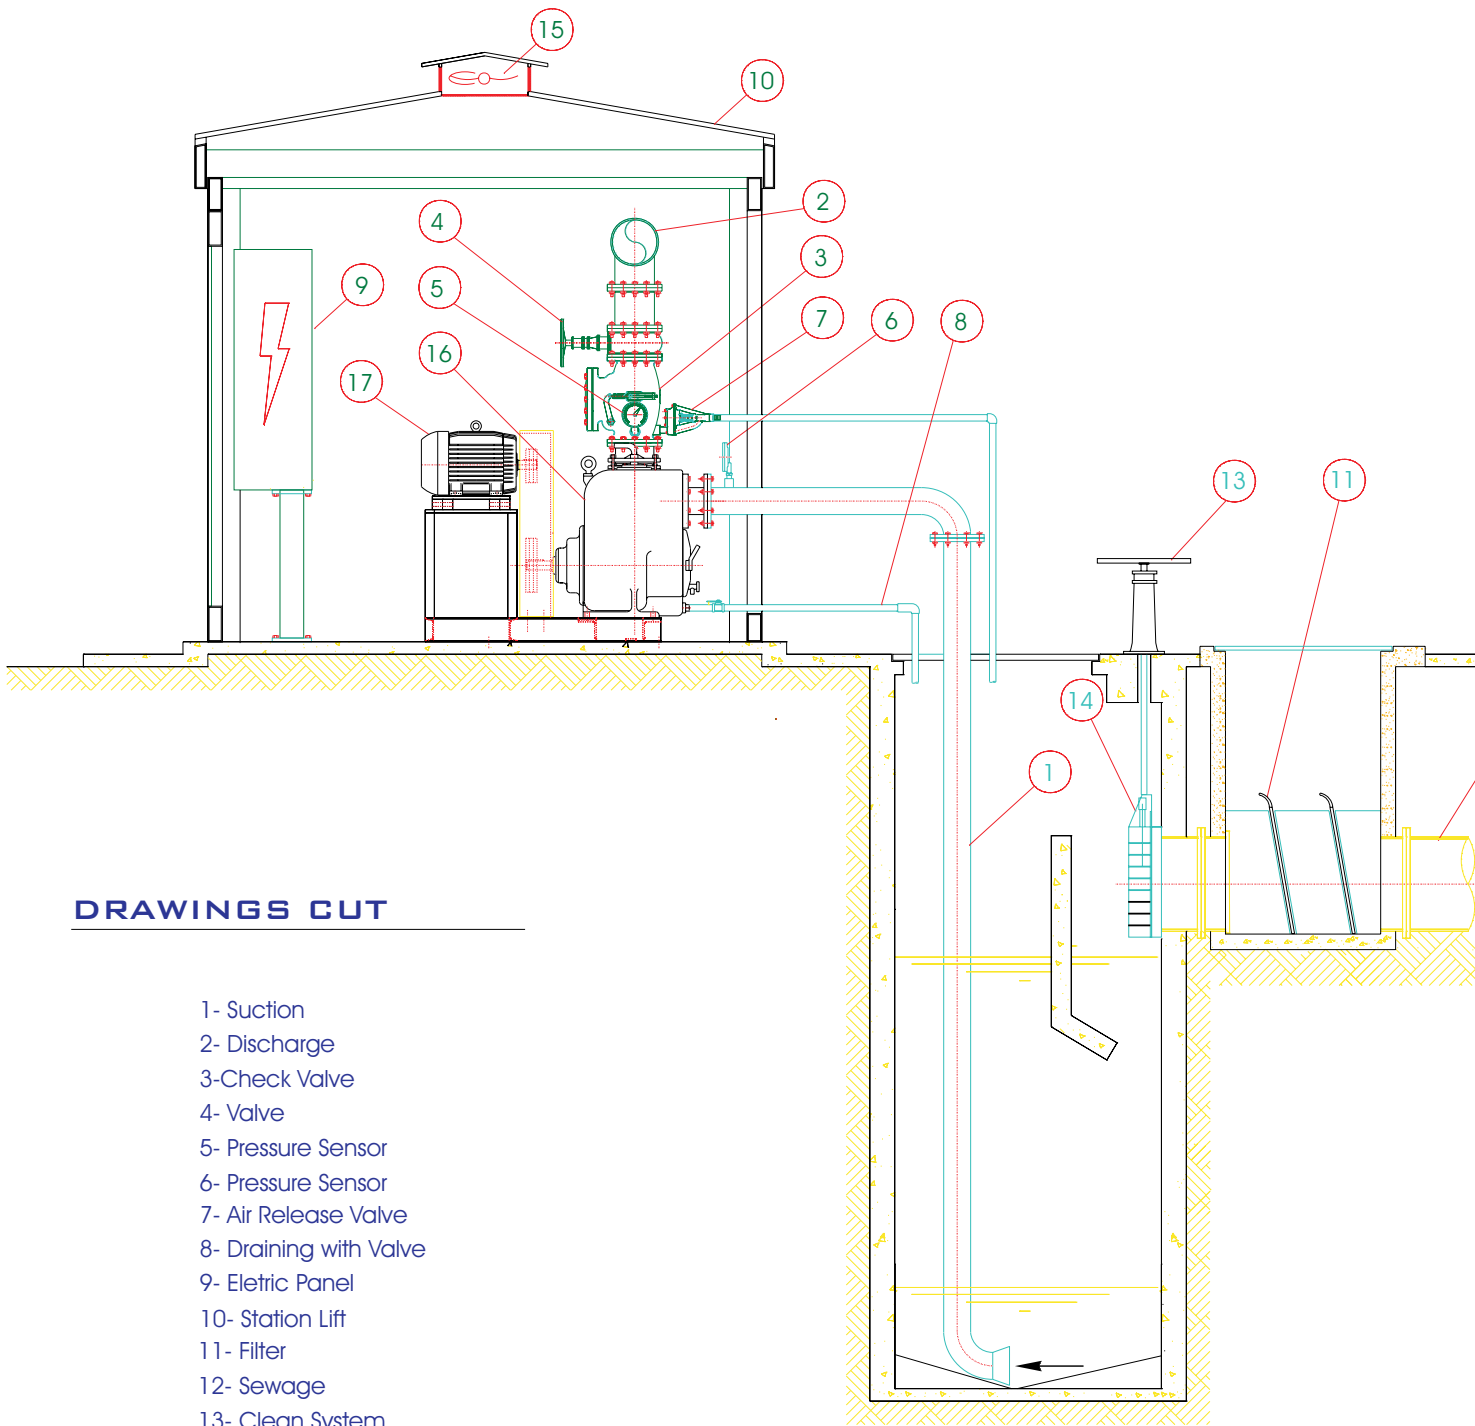 15
10
2
4
3
5
9
7
6
8
16
17
13
11
14
1
DRAWINGS CUT
1- Suction
2- Discharge
3-Check Valve
4- Valve
5- Pressure Sensor
6- Pressure Sensor
7- Air Release Valve
8- Draining with Valve
9- Eletric Panel
10- Station Lift
11- Filter
12- Sewage
13- Clean System